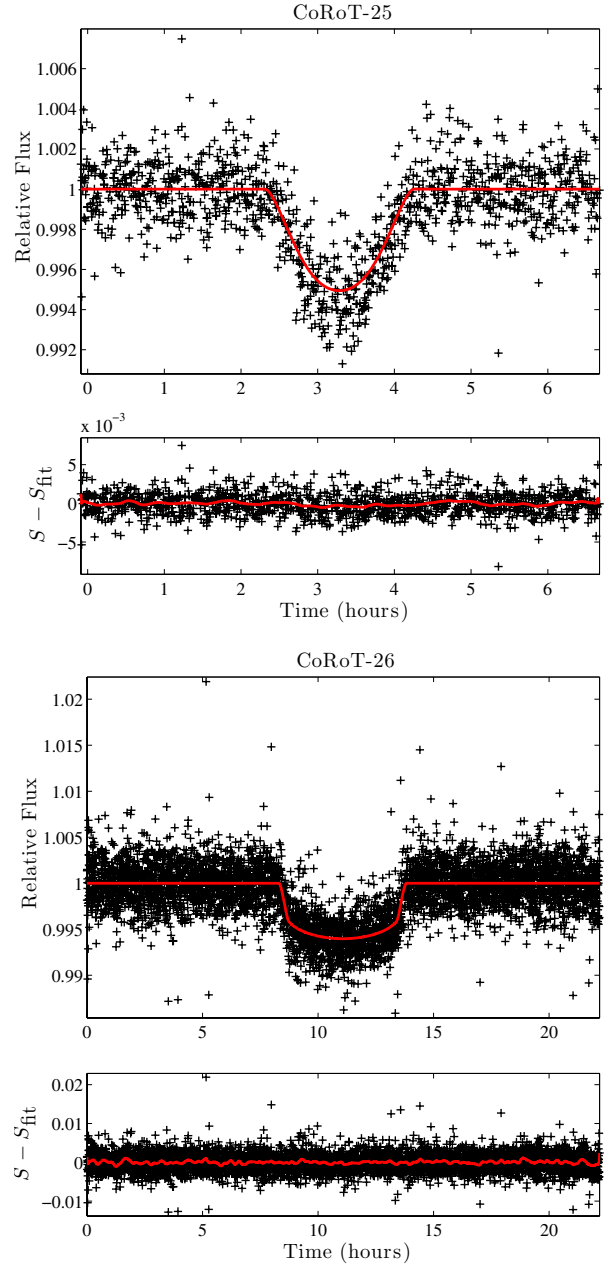 CoRoT-25
1.006
1.004
1.002
1
0.998
0.996
0.994
0.992
Relative Flux
0 1 2 3 4 5 6
x 10⁻³
5
0
−5
S − S_fit
0 1 2 3 4 5 6
Time (hours)
CoRoT-26
1.02
1.015
1.01
1.005
1
0.995
0.99
Relative Flux
0 5 10 15 20
0.02
0.01
0
−0.01
S − S_fit
0 5 10 15 20
Time (hours)